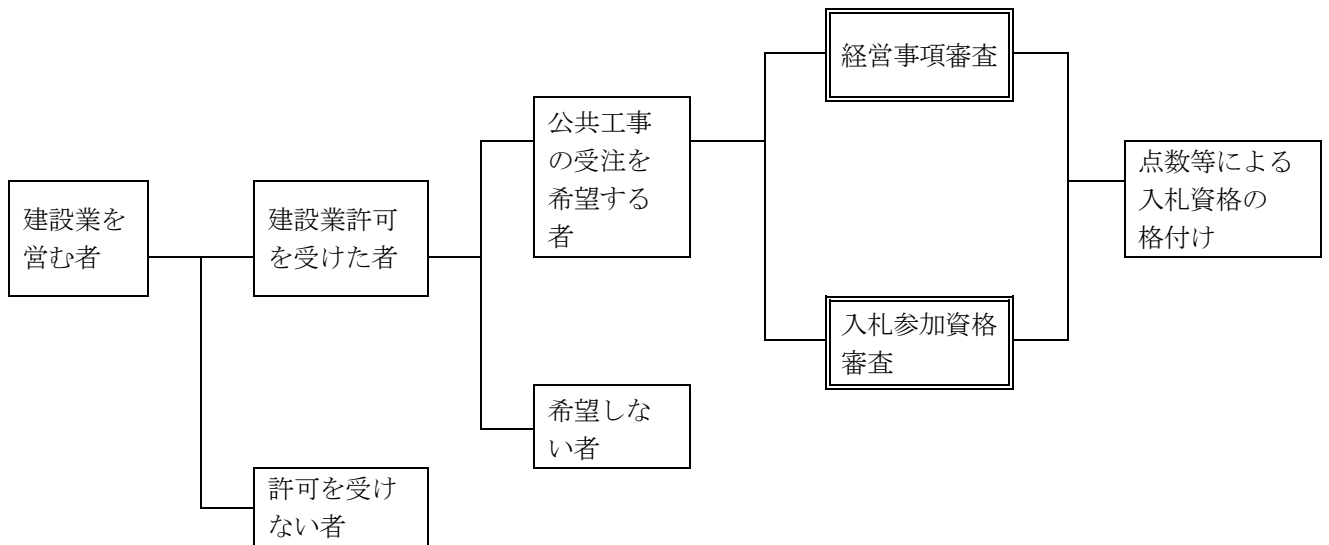 建設業を
営む者
建設業許可
を受けた者
許可を受け
ない者
公共工事
の受注を
希望する
者
希望しな
い者
経営事項審査
入札参加資格
審査
点数等による
入札資格の
格付け